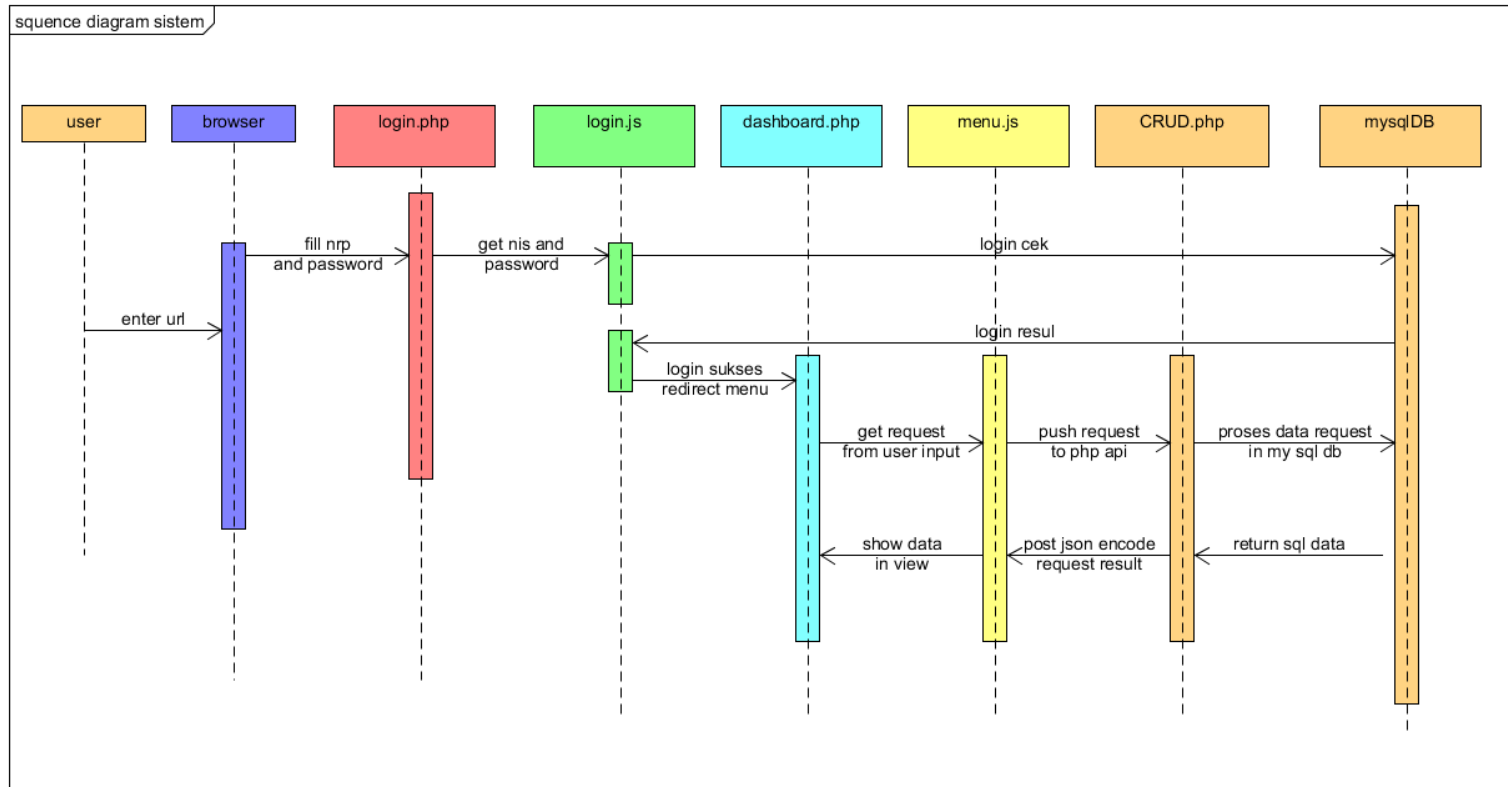 squence diagram sistem
user
browser
login.php
login.js
dashboard.php
menu.js
CRUD.php
mysqlDB
fill nrp
and password
get nis and
password
login cek
enter url
login resul
login sukses
redirect menu
get request
from user input
push request
to php api
proses data request
in my sql db
show data
in view
post json encode
request result
return sql data